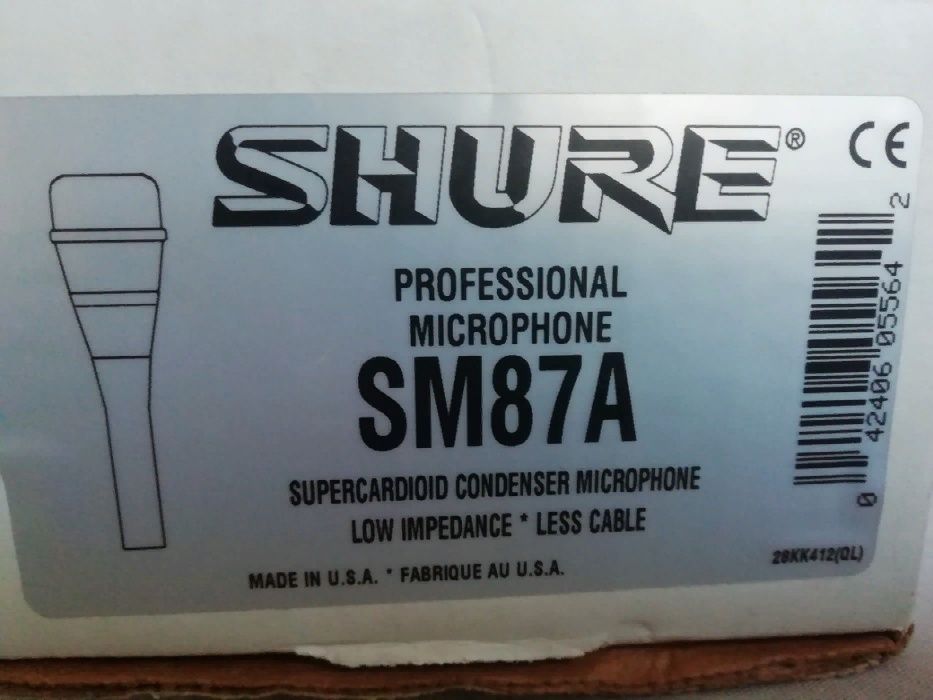 SHURE®
CE
PROFESSIONAL
MICROPHONE
SM87A
SUPERCARDIOID CONDENSER MICROPHONE
LOW IMPEDANCE * LESS CABLE
MADE IN U.S.A. * FABRIQUE AU U.S.A.
0 42406 05564 2
28KK412(QL)